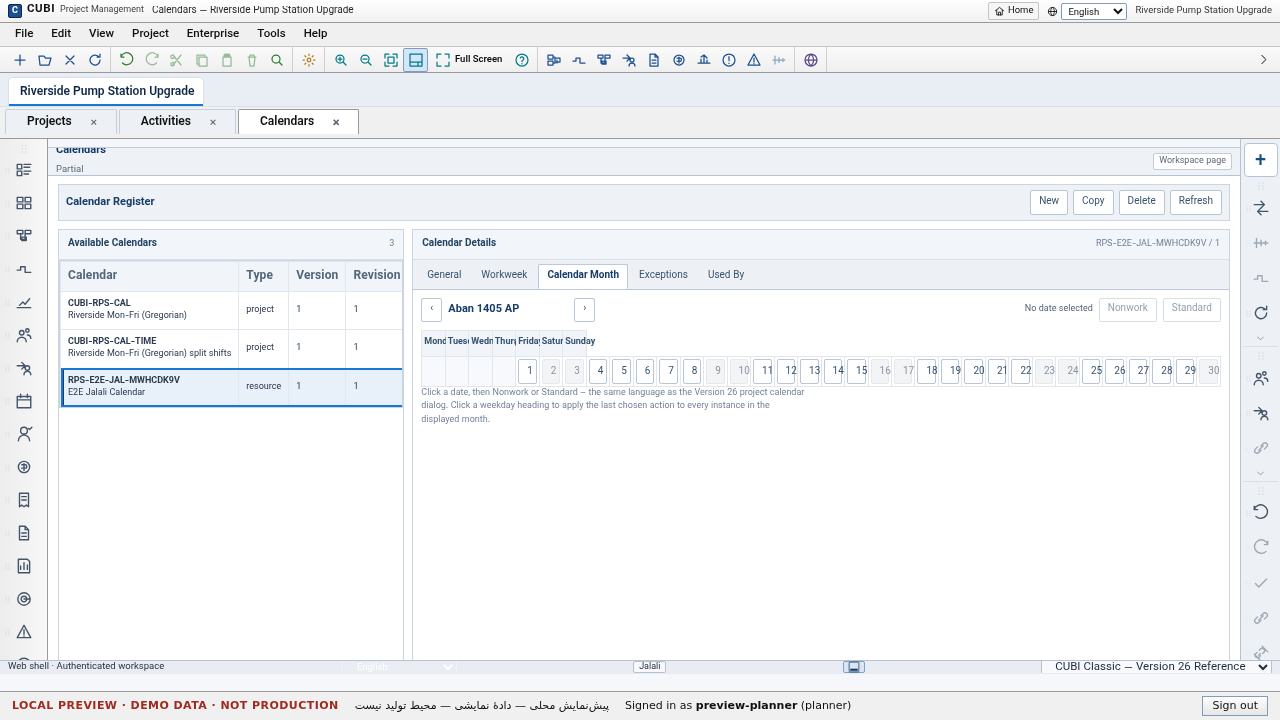 CUBI Project Management Calendars — Riverside Pump Station Upgrade Home English Riverside Pump Station Upgrade
File Edit View Project Enterprise Tools Help
Full Screen
Riverside Pump Station Upgrade
Projects × Activities × Calendars ×
Calendars
Partial
Workspace page
Calendar Register New Copy Delete Refresh
Available Calendars 3
Calendar Type Version Revision
CUBI-RPS-CAL
Riverside Mon-Fri (Gregorian) project 1 1
CUBI-RPS-CAL-TIME
Riverside Mon-Fri (Gregorian) split shifts project 1 1
RPS-E2E-JAL-MWHCDK9V
E2E Jalali Calendar resource 1 1
Calendar Details RPS-E2E-JAL-MWHCDK9V / 1
General Workweek Calendar Month Exceptions Used By
‹ Aban 1405 AP › No date selected Nonwork Standard
Mond Tues Wedn Thurs Friday Satur Sunday
1 2 3 4 5 6 7 8 9 10 11 12 13 14 15 16 17 18 19 20 21 22 23 24 25 26 27 28 29 30
Click a date, then Nonwork or Standard – the same language as the Version 26 project calendar
dialog. Click a weekday heading to apply the last chosen action to every instance in the
displayed month.
Web shell · Authenticated workspace English Jalali CUBI Classic — Version 26 Reference
LOCAL PREVIEW · DEMO DATA · NOT PRODUCTION پیش‌نمایش محلی — دادهٔ نمایشی — محیط تولید نیست Signed in as preview-planner (planner) Sign out